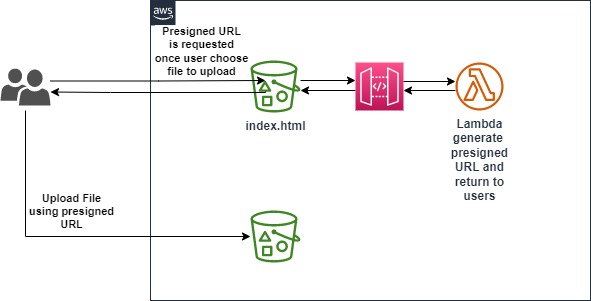 aws
Presigned URL
is requested
once user choose
file to upload
index.html
Lambda
generate
presigned
URL and
return to
users
Upload File
using presigned
URL